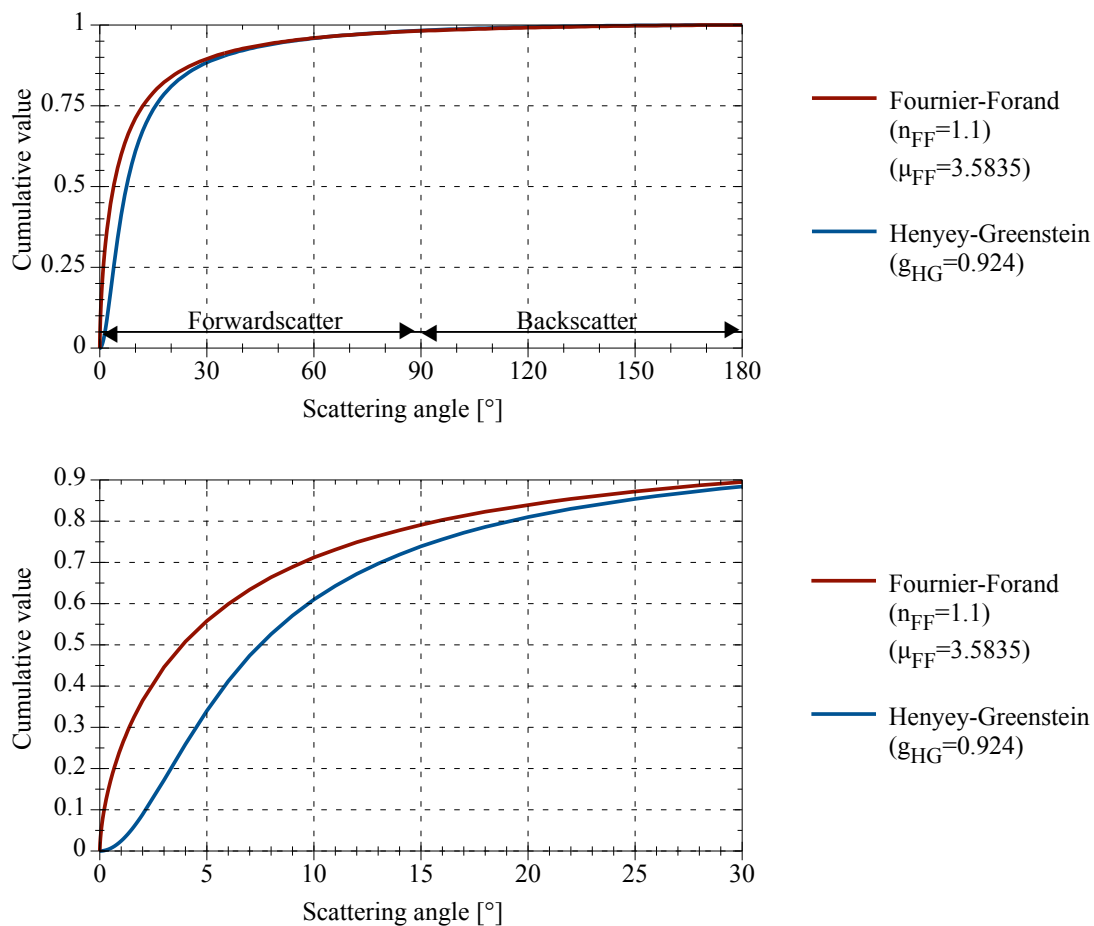 1
0.75
0.5
0.25
0
Cumulative value
Forwardscatter
Backscatter
0 30 60 90 120 150 180
Scattering angle [°]
Fournier-Forand
(nFF=1.1)
(μFF=3.5835)
Henyey-Greenstein
(gHG=0.924)
0.9
0.8
0.7
0.6
0.5
0.4
0.3
0.2
0.1
0
Cumulative value
0 5 10 15 20 25 30
Scattering angle [°]
Fournier-Forand
(nFF=1.1)
(μFF=3.5835)
Henyey-Greenstein
(gHG=0.924)